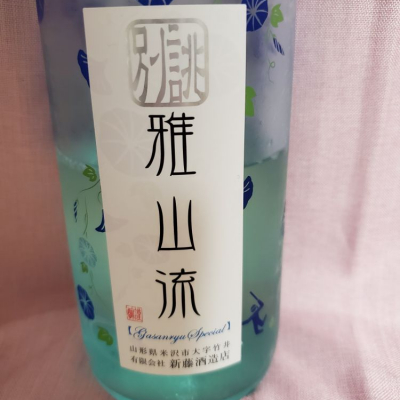 別誂
雅山流
【Gasanryu Special】
山形県米沢市大字竹井
有限会社 新藤酒造店